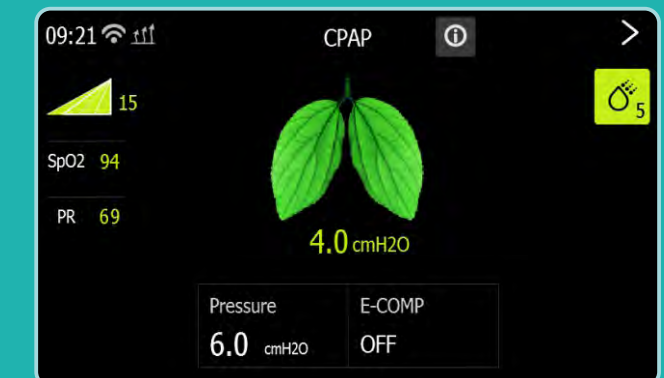 09:21 CPAP
15
5
SpO2 94
PR 69
4.0 cmH2O
Pressure E-COMP
6.0 cmH2O OFF